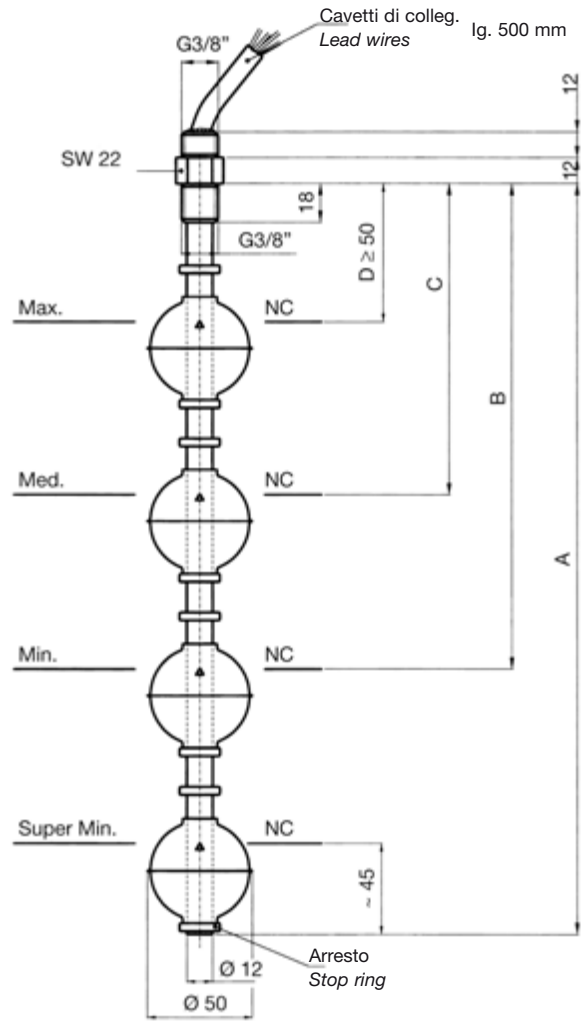 Cavetti di colleg.
Lead wires
lg. 500 mm
G3/8”
12
SW 22
12
18
G3/8”
D ≥ 50
C
Max.
NC
B
Med.
NC
A
Min.
NC
Super Min.
NC
~ 45
Arresto
Stop ring
Ø 12
Ø 50